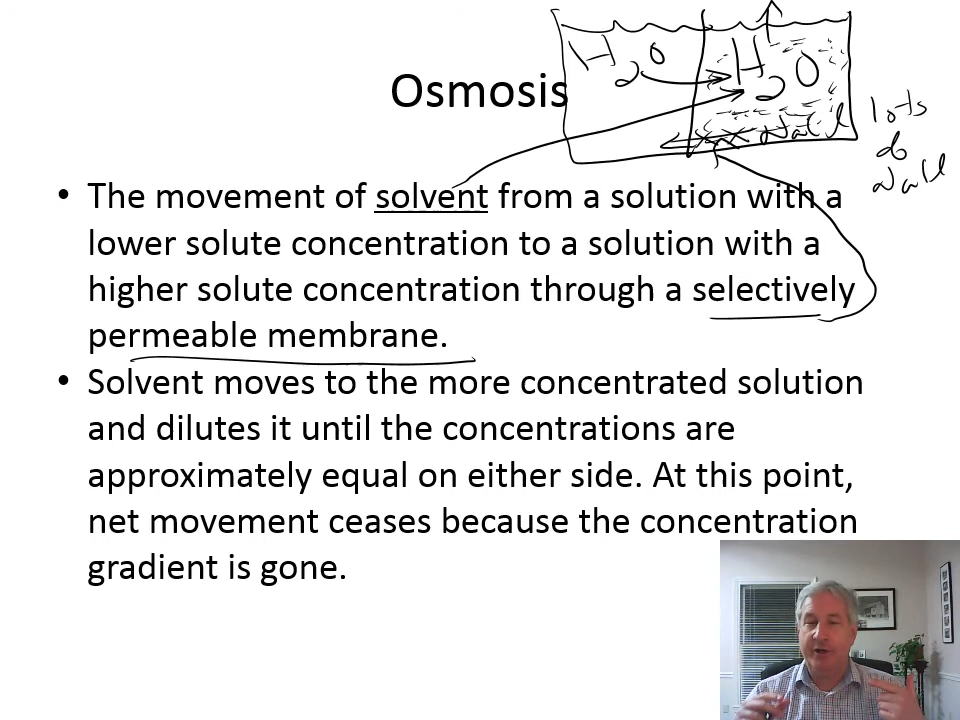 Osmosis
H2O
H2O
NaCl
lots
of
NaCl
• The movement of solvent from a solution with a
lower solute concentration to a solution with a
higher solute concentration through a selectively
permeable membrane.
• Solvent moves to the more concentrated solution
and dilutes it until the concentrations are
approximately equal on either side. At this point,
net movement ceases because the concentration
gradient is gone.